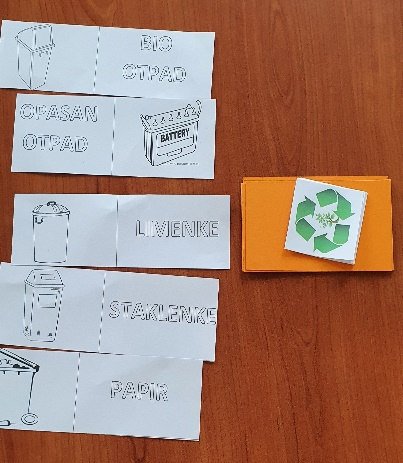 BIO
OTPAD
OPASAN
OTPAD
BATTERY
LIMENKE
STAKLENKE
PAPIR